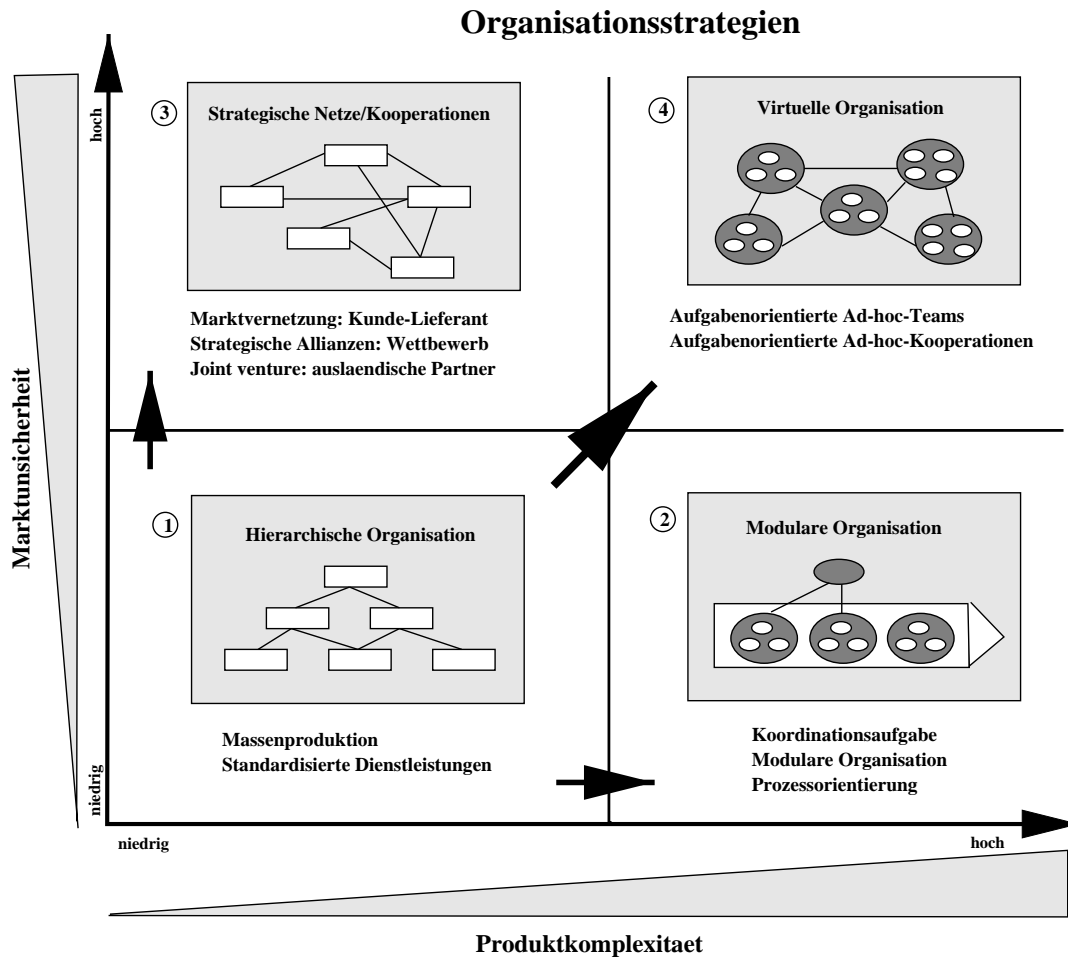 Organisationsstrategien
Marktunsicherheit
hoch
niedrig
3
Strategische Netze/Kooperationen
Marktvernetzung: Kunde-Lieferant
Strategische Allianzen: Wettbewerb
Joint venture: auslaendische Partner
4
Virtuelle Organisation
Aufgabenorientierte Ad-hoc-Teams
Aufgabenorientierte Ad-hoc-Kooperationen
1
Hierarchische Organisation
Massenproduktion
Standardisierte Dienstleistungen
2
Modulare Organisation
Koordinationsaufgabe
Modulare Organisation
Prozessorientierung
niedrig
hoch
Produktkomplexitaet